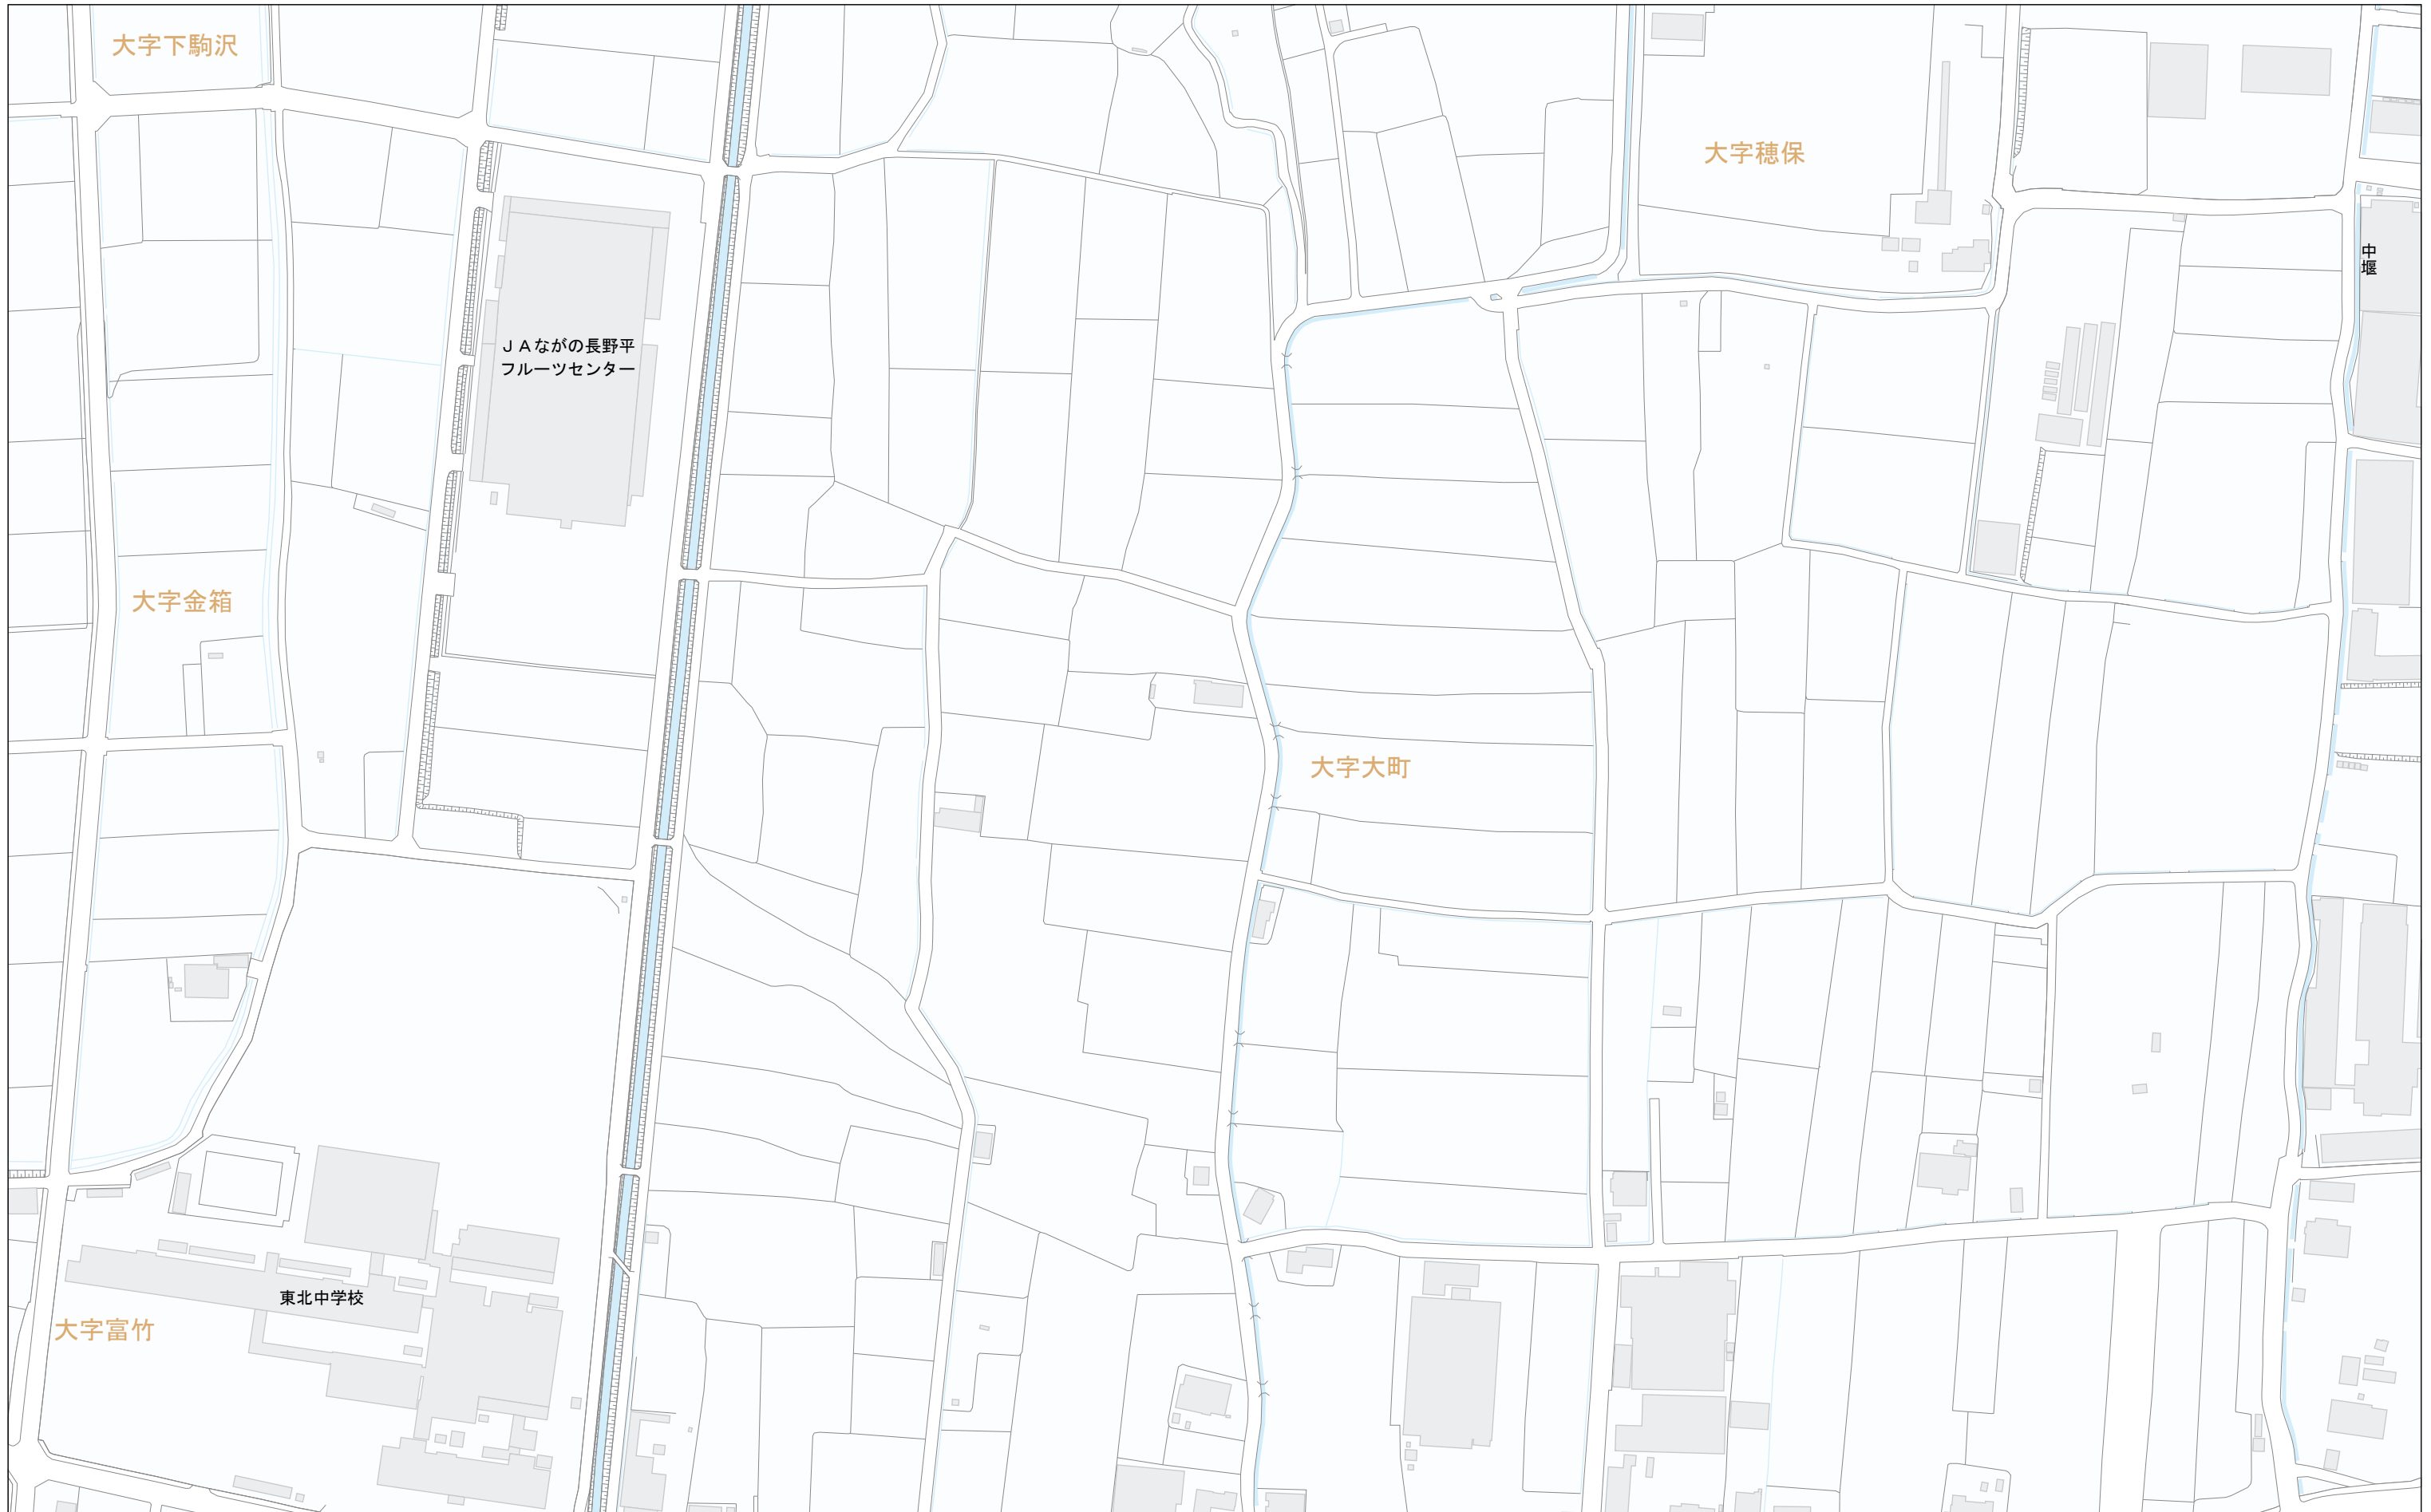 大字下駒沢
大字穂保
中堰
ＪＡながの長野平
フルーツセンター
大字金箱
大字大町
東北中学校
大字富竹